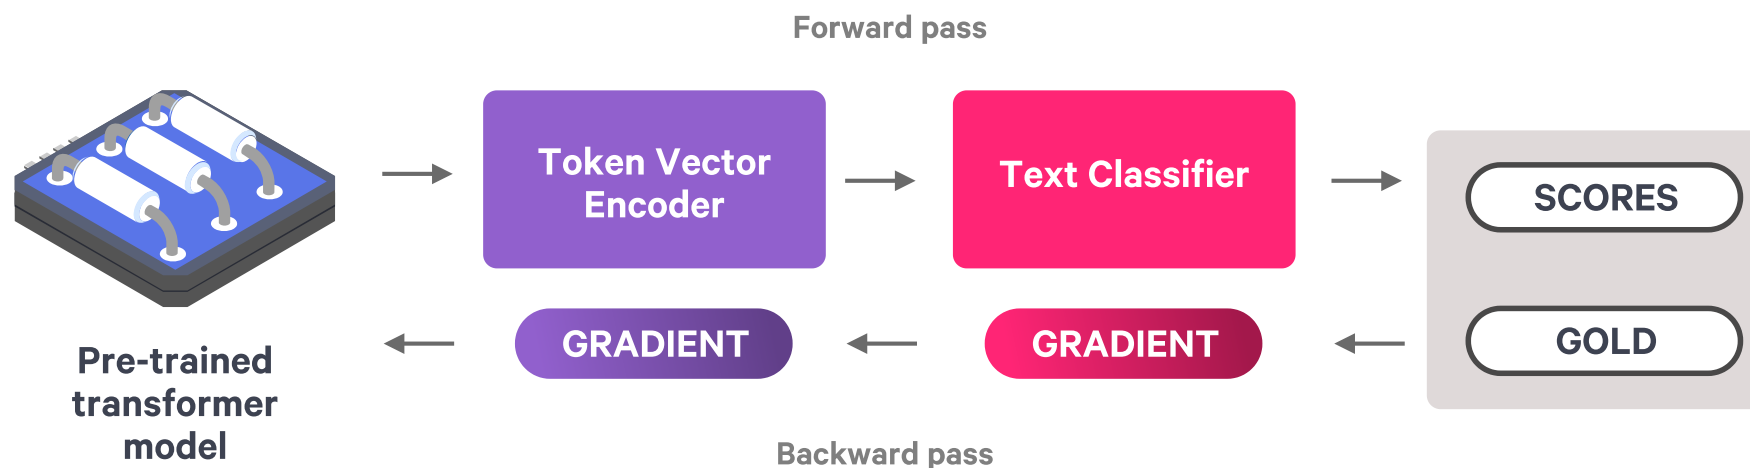 Forward pass
Token Vector
Encoder
Text Classifier
SCORES
GRADIENT
GRADIENT
GOLD
Pre-trained
transformer
model
Backward pass